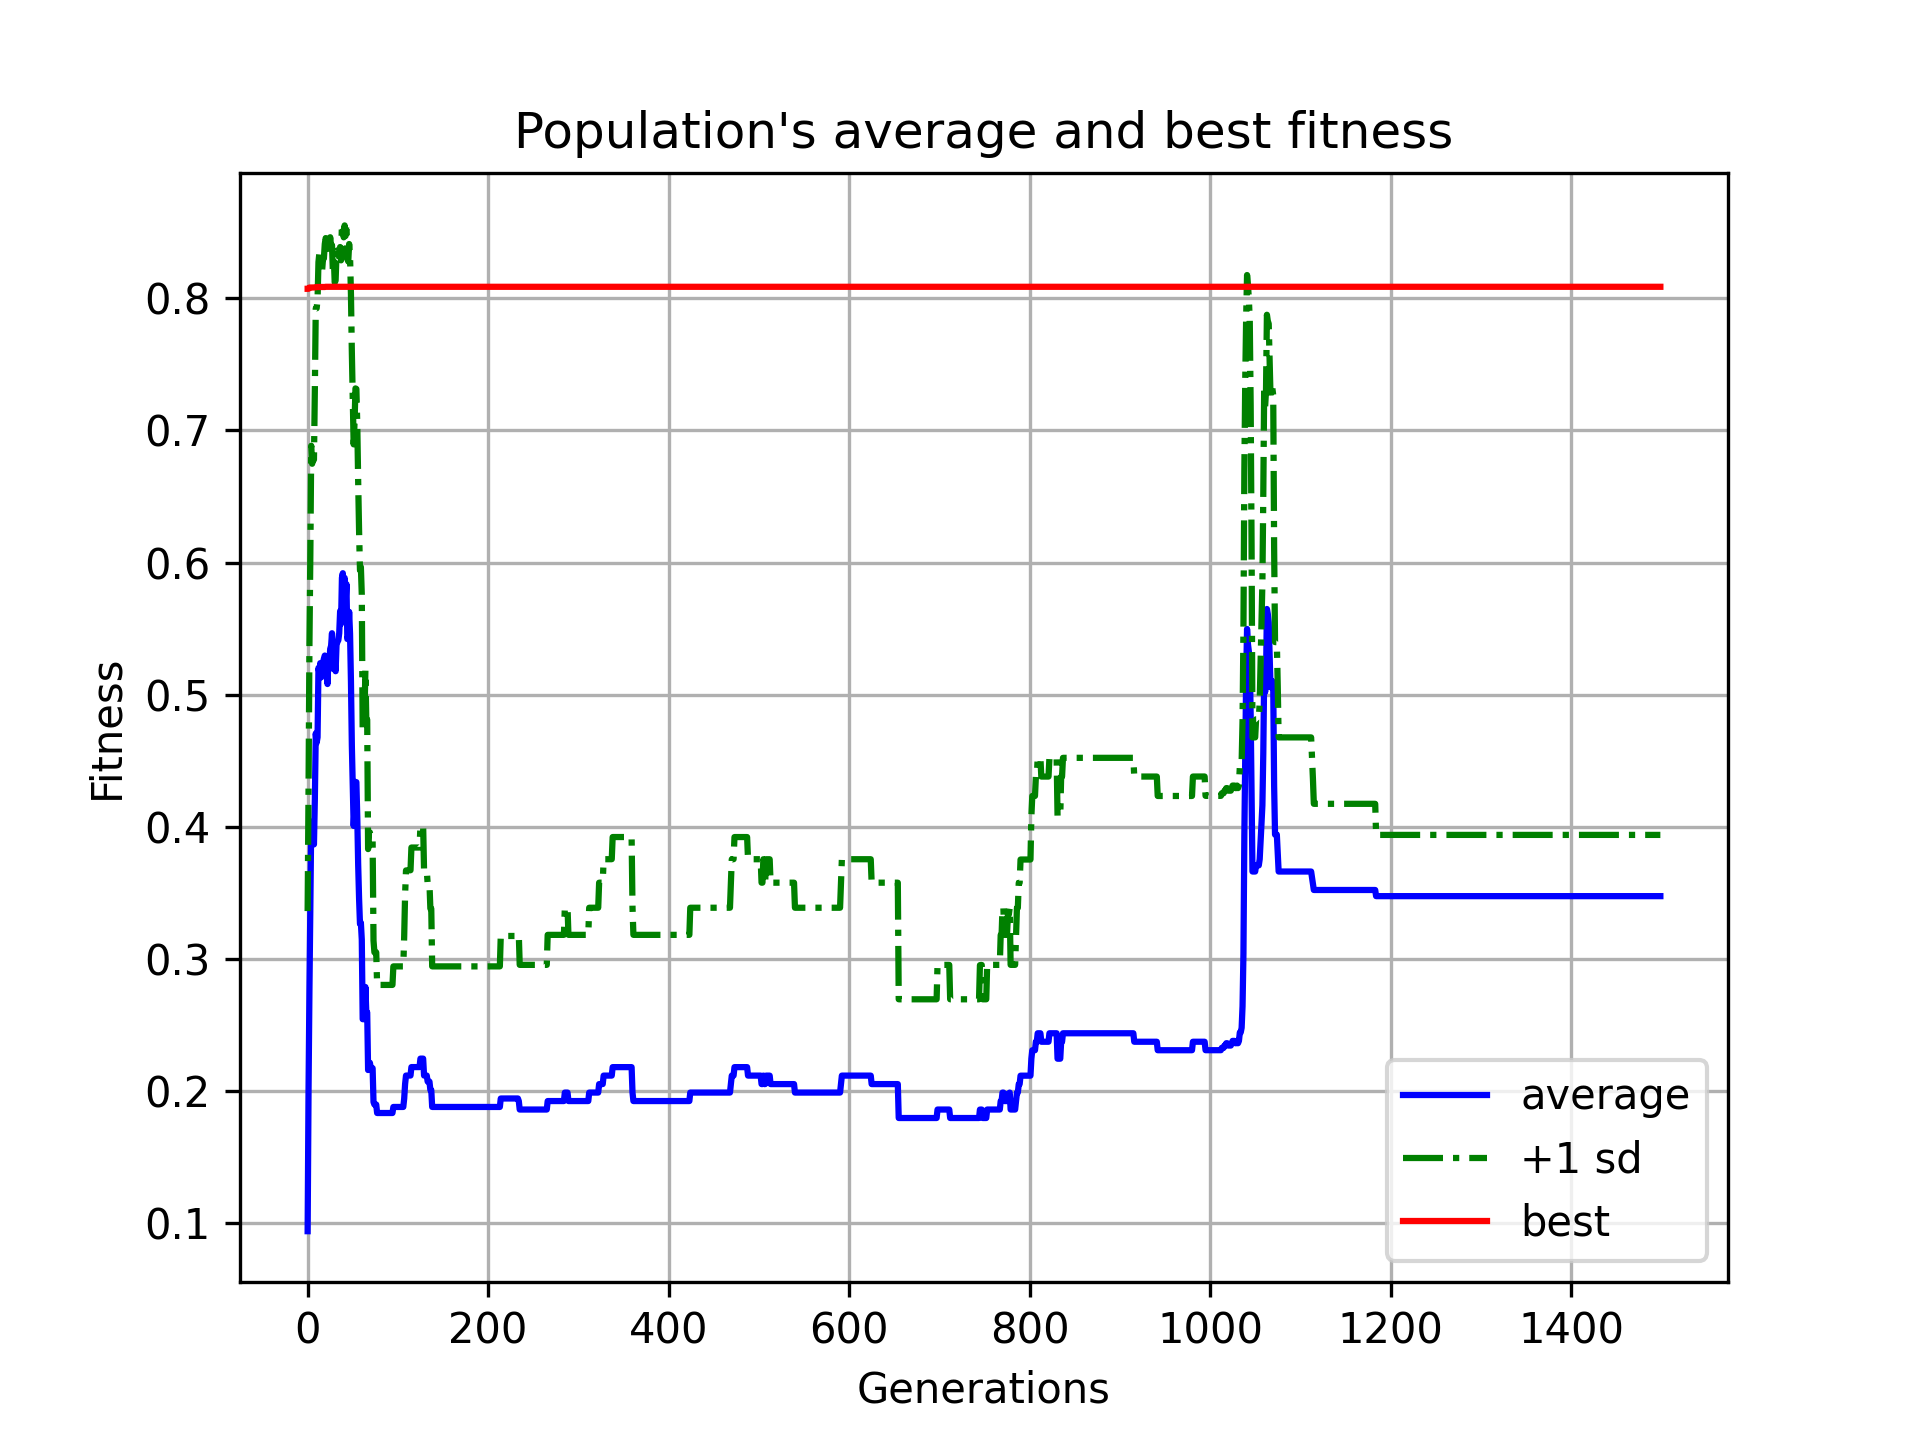 Population's average and best fitness
Fitness
0.8
0.7
0.6
0.5
0.4
0.3
0.2
0.1
average
+1 sd
best
0 200 400 600 800 1000 1200 1400
Generations